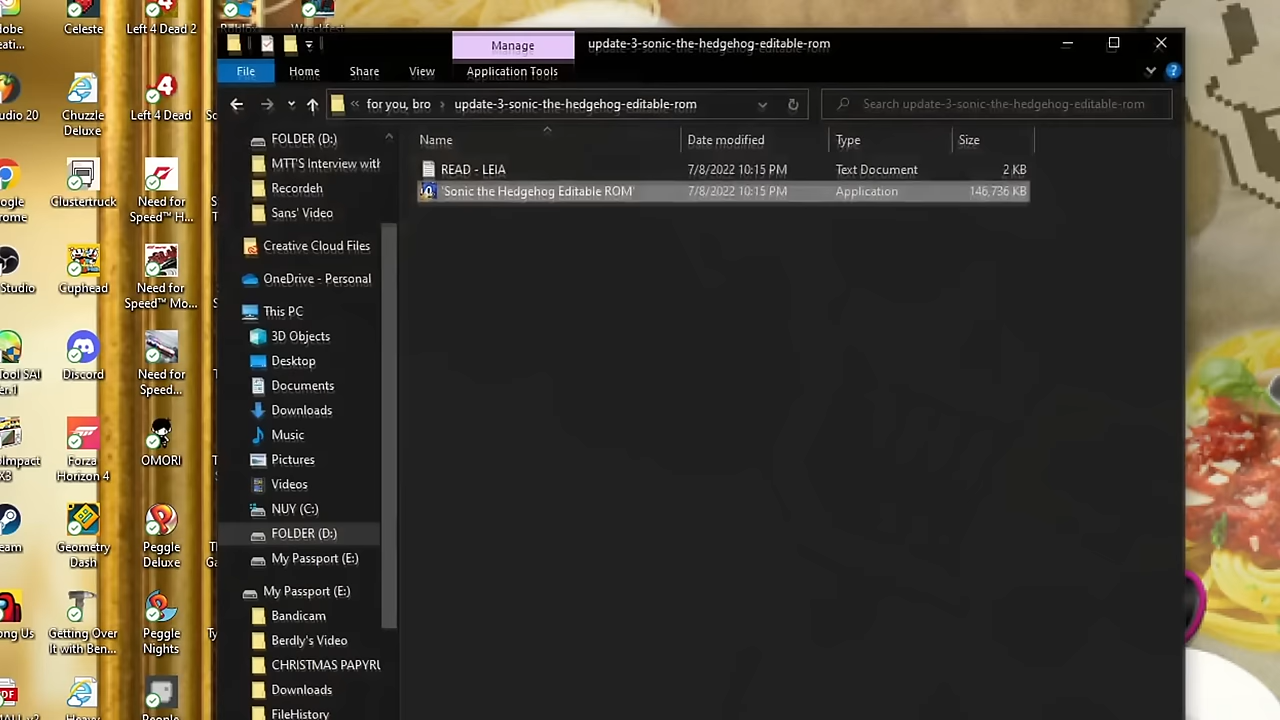 Celeste
Left 4 Dead 2
Chuzzle
Deluxe
Left 4 Dead
Clustertruck
Need for
Speed™ H...
Cuphead
Need for
Speed™ Mo...
Discord
Need for
Speed...
Forza
Horizon 4
OMORI
Geometry
Dash
Peggle
Deluxe
Getting Over
It with Ben...
Peggle
Nights
Manage
update-3-sonic-the-hedgehog-editable-rom
File
Home
Share
View
Application Tools
« for you, bro › update-3-sonic-the-hedgehog-editable-rom
Search update-3-sonic-the-hedgehog-editable-rom
Name
Date modified
Type
Size
READ - LEIA
7/8/2022 10:15 PM
Text Document
2 KB
Sonic the Hedgehog Editable ROM
7/8/2022 10:15 PM
Application
146,736 KB
FOLDER (D:)
MTT'S Interview with
Recordeh
Sans' Video
Creative Cloud Files
OneDrive - Personal
This PC
3D Objects
Desktop
Documents
Downloads
Music
Pictures
Videos
NUY (C:)
FOLDER (D:)
My Passport (E:)
My Passport (E:)
Bandicam
Berdly's Video
CHRISTMAS PAPYRU
Downloads
FileHistory